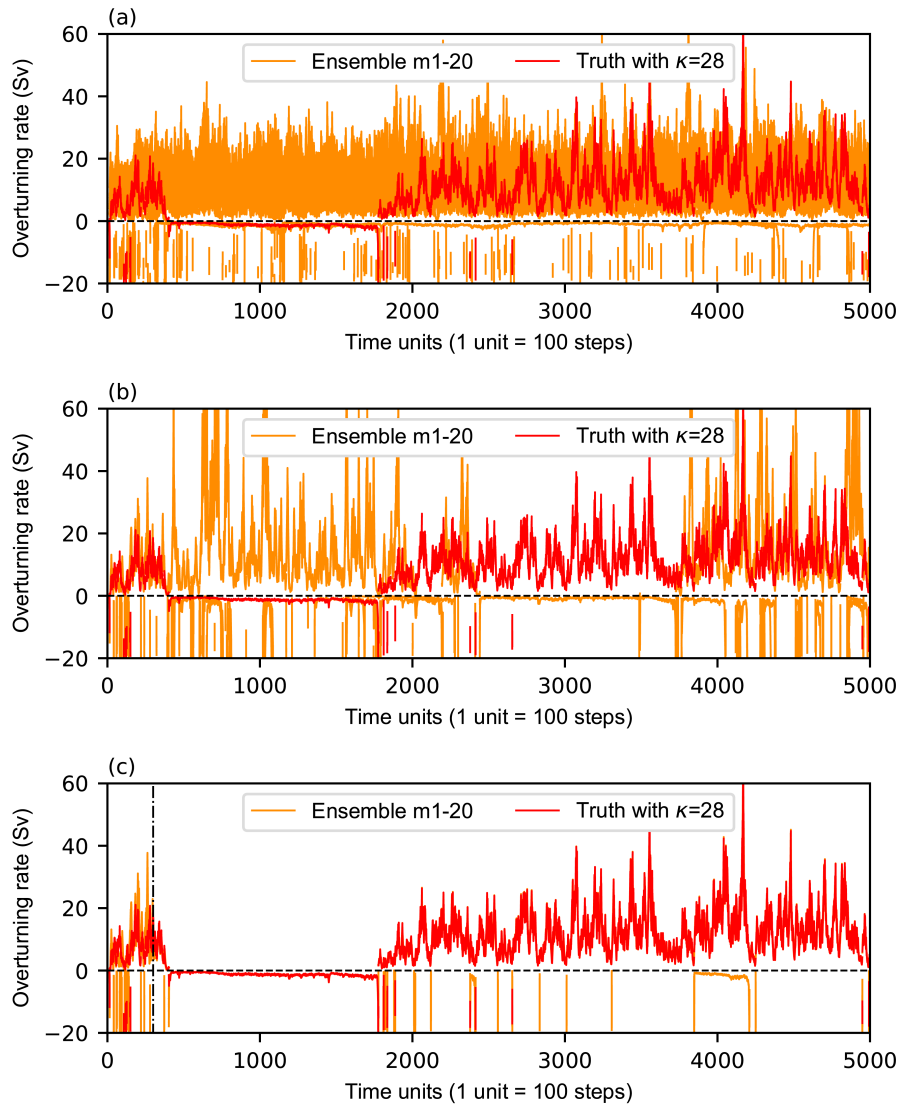 (a)
Overturning rate (Sv)
60
40
20
0
−20
Ensemble m1-20
Truth with κ=28
0 1000 2000 3000 4000 5000
Time units (1 unit = 100 steps)
(b)
Overturning rate (Sv)
60
40
20
0
−20
Ensemble m1-20
Truth with κ=28
0 1000 2000 3000 4000 5000
Time units (1 unit = 100 steps)
(c)
Overturning rate (Sv)
60
40
20
0
−20
Ensemble m1-20
Truth with κ=28
0 1000 2000 3000 4000 5000
Time units (1 unit = 100 steps)